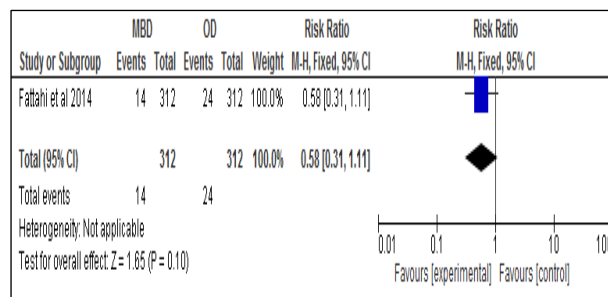 MBD OD Risk Ratio Risk Ratio
Study or Subgroup Events Total Events Total Weight M-H, Fixed, 95% CI M-H, Fixed, 95% CI
Fattahi et al 2014 14 312 24 312 100.0% 0.58 [0.31, 1.11]
Total (95% CI) 312 312 100.0% 0.58 [0.31, 1.11]
Total events 14 24
Heterogeneity: Not applicable
Test for overall effect: Z = 1.65 (P = 0.10)
0.01 0.1 1 10 100
Favours [experimental] Favours [control]